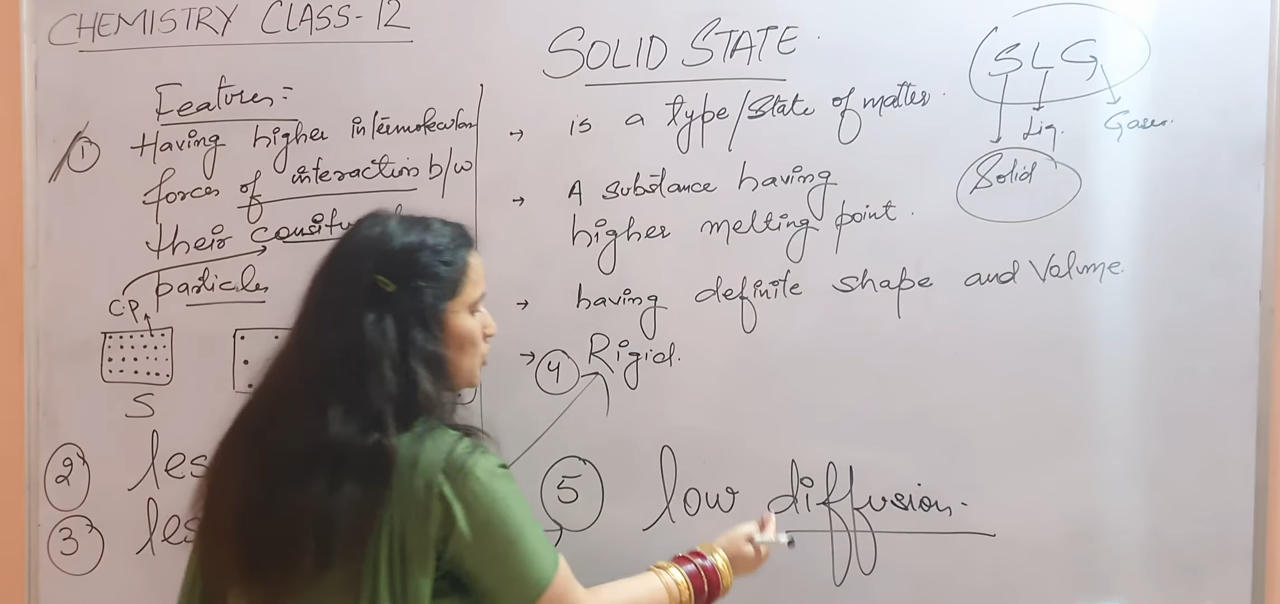 CHEMISTRY CLASS-12
Features:-
① Having higher intermolecular
forces of interaction b/w
their
particles
C.P.
S
② les
③ les
SOLID STATE
→ is a type/State of matter.
→ A substance having
higher melting point.
→ having definite shape and Volume.
→ ④ Rigid.
⑤ low diffusion.
S L G
Liq.
Gases.
Solid